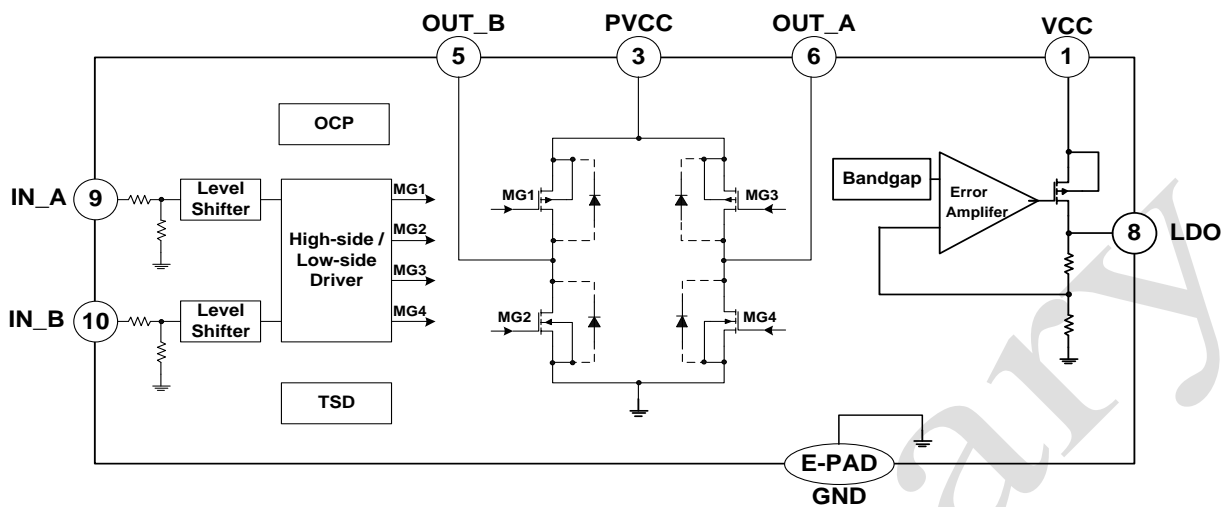 OUT_B
PVCC
OUT_A
VCC
5
3
6
1
OCP
IN_A
9
Level
Shifter
High-side /
Low-side
Driver
MG1
MG2
MG3
MG4
IN_B
10
Level
Shifter
TSD
MG1
MG3
MG2
MG4
Bandgap
Error
Amplifer
8
LDO
E-PAD
GND
ary